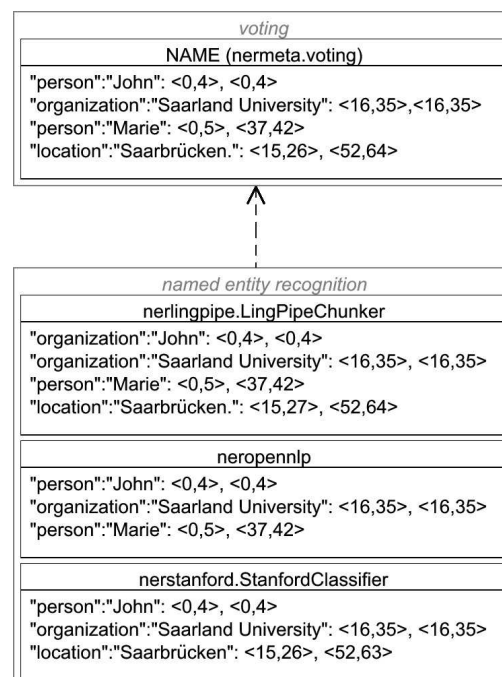 voting
NAME (nermeta.voting)
"person":"John": <0,4>, <0,4>
"organization":"Saarland University": <16,35>,<16,35>
"person":"Marie": <0,5>, <37,42>
"location":"Saarbrücken.": <15,26>, <52,64>
named entity recognition
nerlingpipe.LingPipeChunker
"organization":"John": <0,4>, <0,4>
"organization":"Saarland University": <16,35>, <16,35>
"person":"Marie": <0,5>, <37,42>
"location":"Saarbrücken.": <15,27>, <52,64>
neropennlp
"person":"John": <0,4>, <0,4>
"organization":"Saarland University": <16,35>, <16,35>
"person":"Marie": <0,5>, <37,42>
nerstanford.StanfordClassifier
"person":"John": <0,4>, <0,4>
"organization":"Saarland University": <16,35>, <16,35>
"location":"Saarbrücken": <15,26>, <52,63>